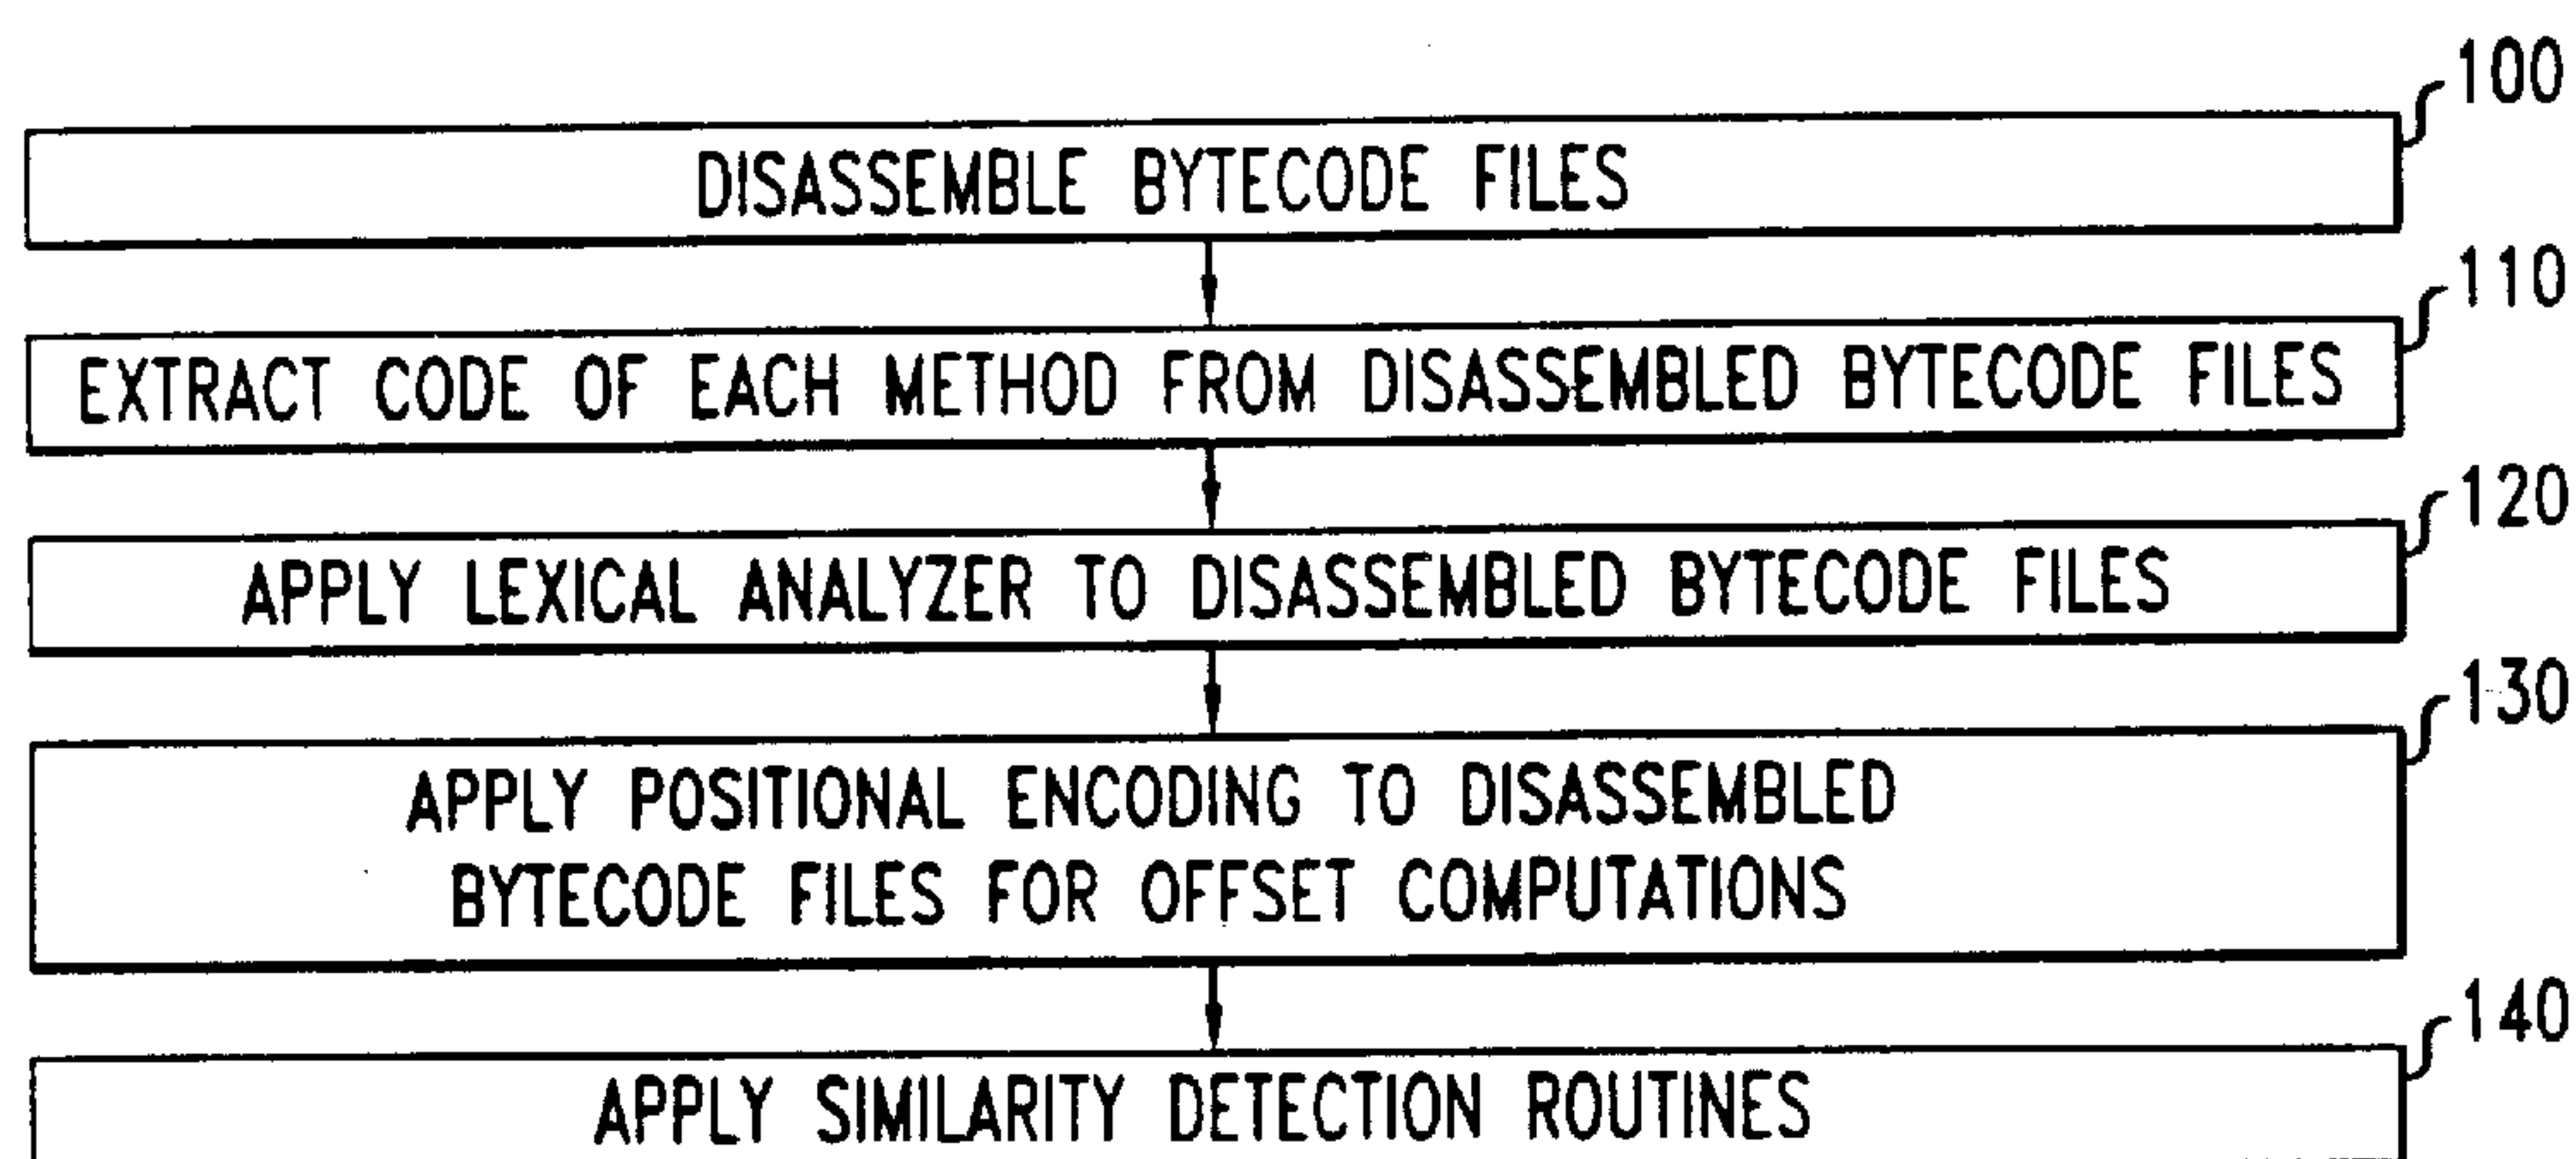 100
DISASSEMBLE BYTECODE FILES
110
EXTRACT CODE OF EACH METHOD FROM DISASSEMBLED BYTECODE FILES
120
APPLY LEXICAL ANALYZER TO DISASSEMBLED BYTECODE FILES
130
APPLY POSITIONAL ENCODING TO DISASSEMBLED
BYTECODE FILES FOR OFFSET COMPUTATIONS
140
APPLY SIMILARITY DETECTION ROUTINES